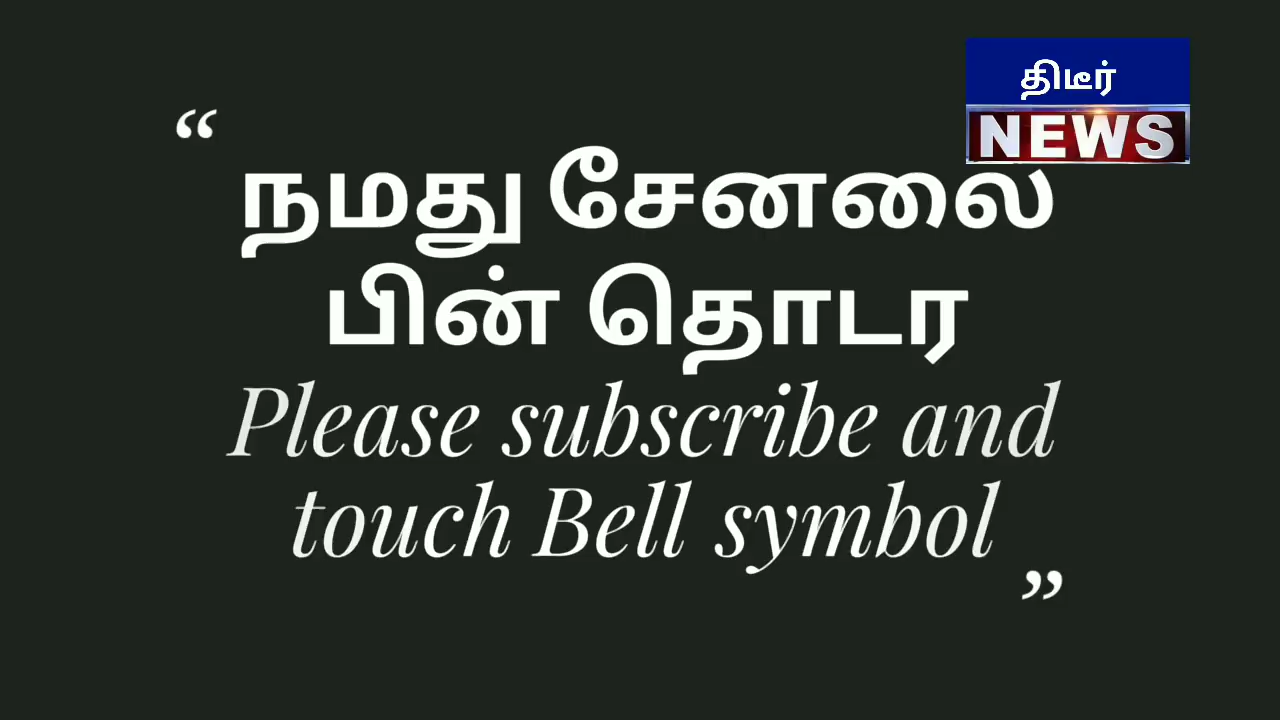 திடீர்
NEWS
“
நமது சேனலை
பின் தொடர
Please subscribe and
touch Bell symbol
”